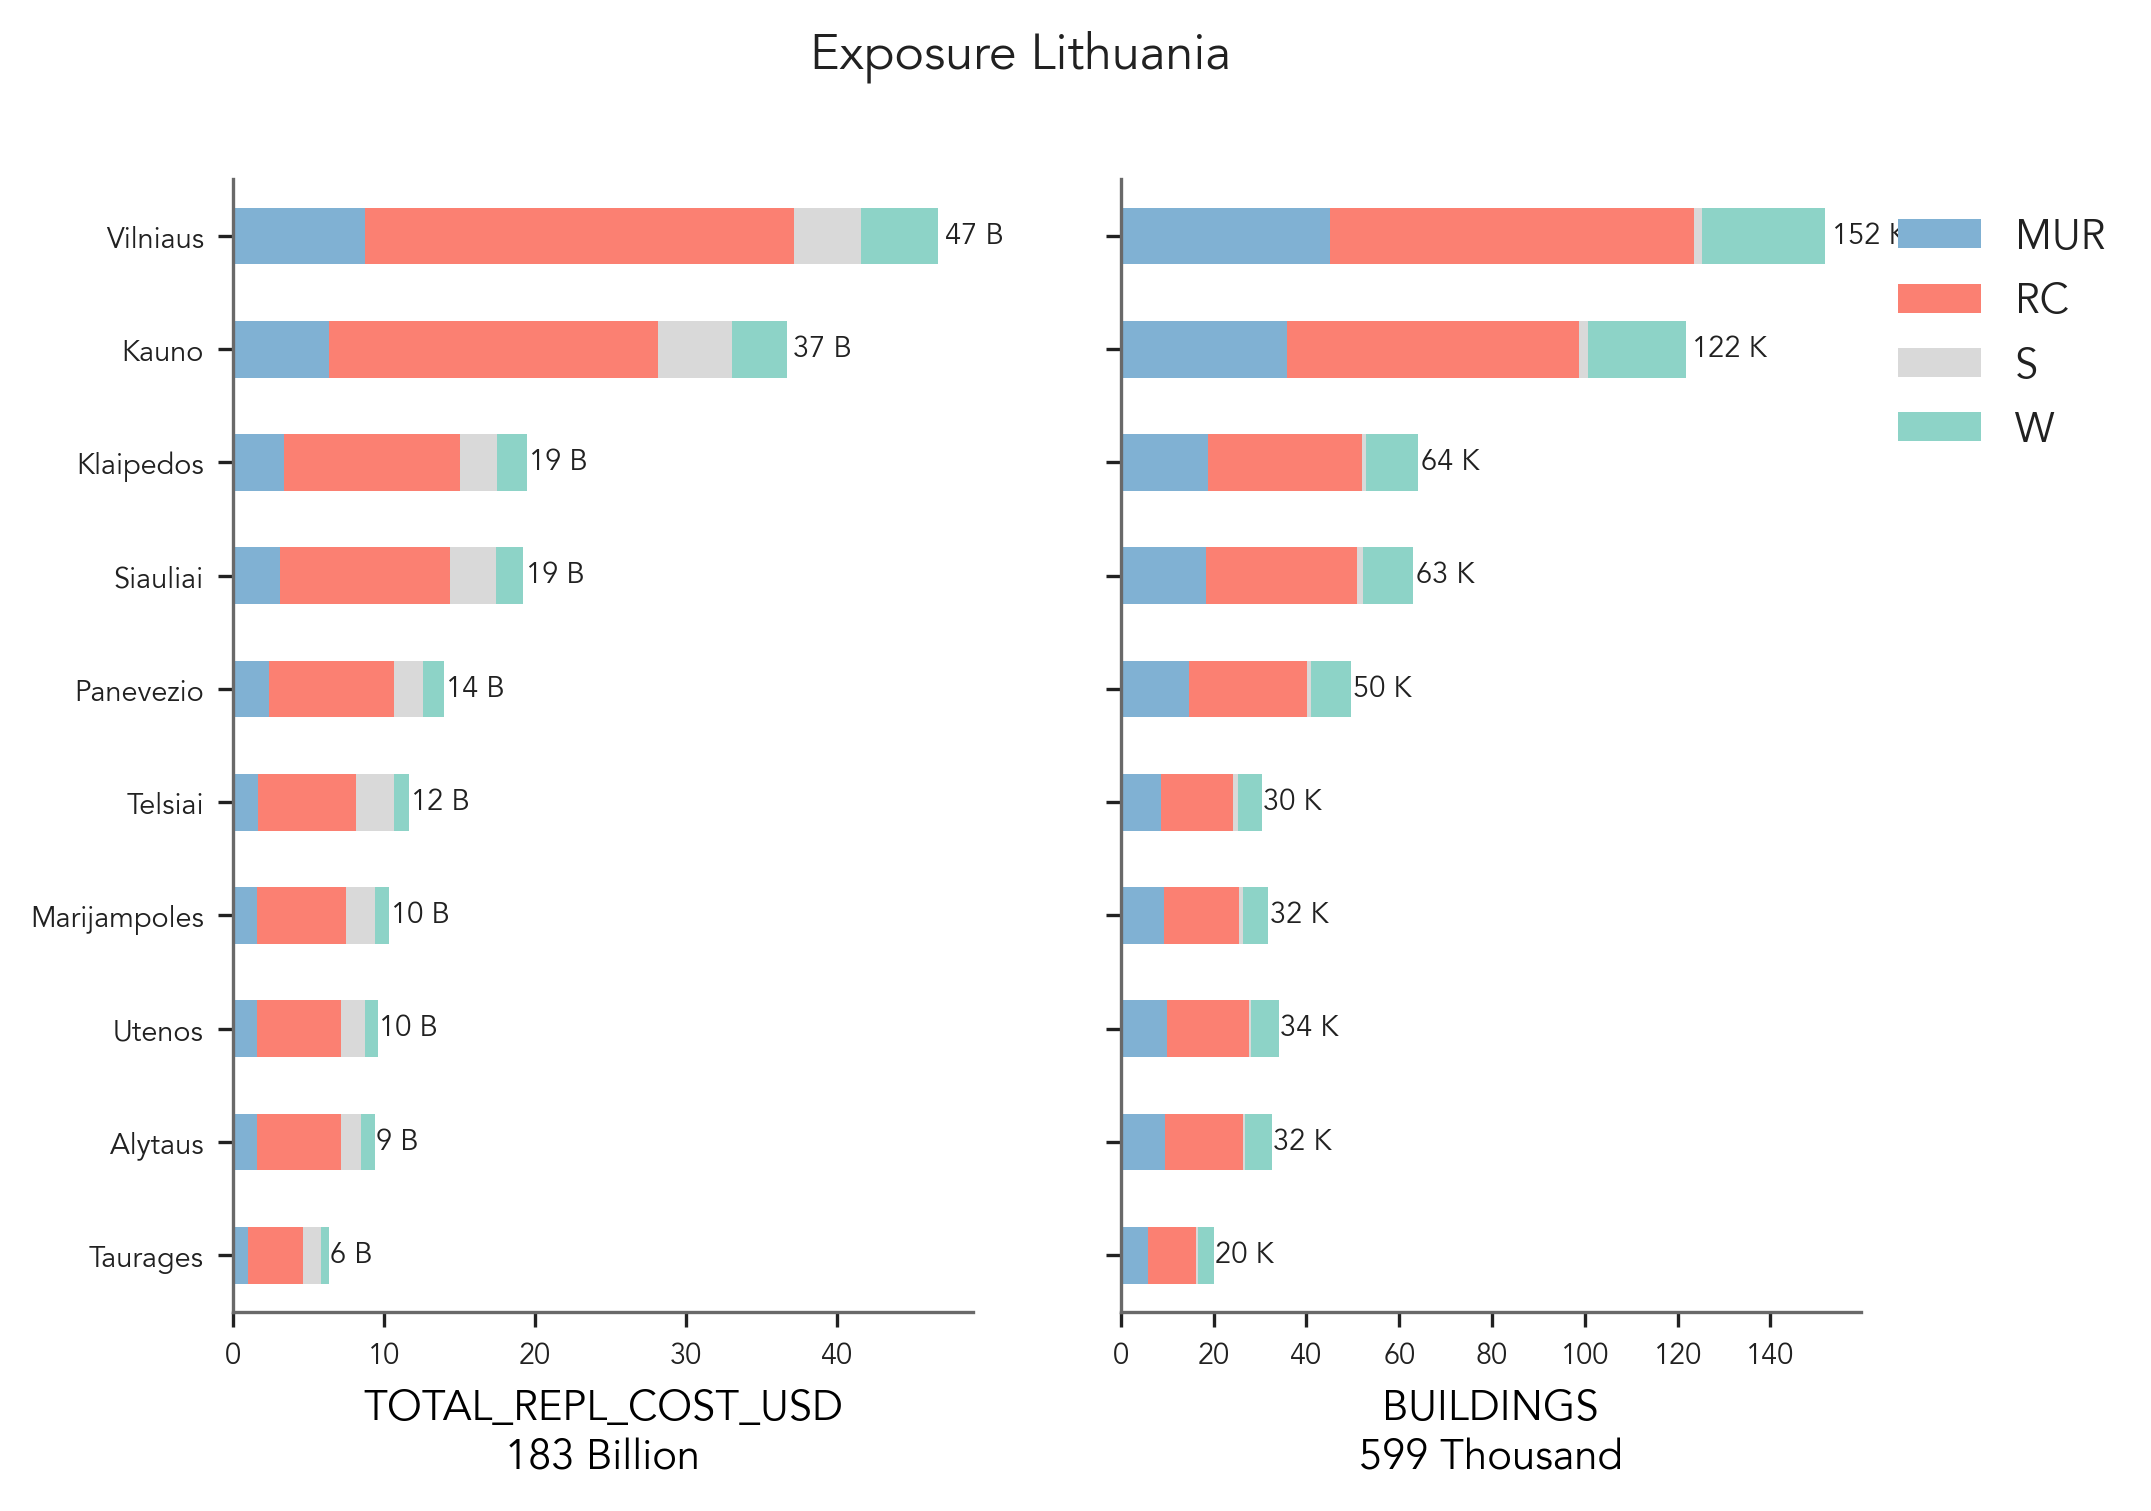 Exposure Lithuania
Vilniaus
Kauno
Klaipedos
Siauliai
Panevezio
Telsiai
Marijampoles
Utenos
Alytaus
Taurages
47 B
37 B
19 B
19 B
14 B
12 B
10 B
10 B
9 B
6 B
0 10 20 30 40
TOTAL_REPL_COST_USD
183 Billion
152 K
122 K
64 K
63 K
50 K
30 K
32 K
34 K
32 K
20 K
0 20 40 60 80 100 120 140
BUILDINGS
599 Thousand
MUR
RC
S
W